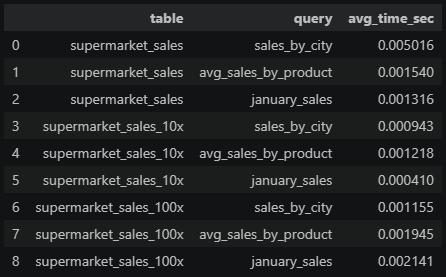 table query avg_time_sec
0 supermarket_sales sales_by_city 0.005016
1 supermarket_sales avg_sales_by_product 0.001540
2 supermarket_sales january_sales 0.001316
3 supermarket_sales_10x sales_by_city 0.000943
4 supermarket_sales_10x avg_sales_by_product 0.001218
5 supermarket_sales_10x january_sales 0.000410
6 supermarket_sales_100x sales_by_city 0.001155
7 supermarket_sales_100x avg_sales_by_product 0.001945
8 supermarket_sales_100x january_sales 0.002141